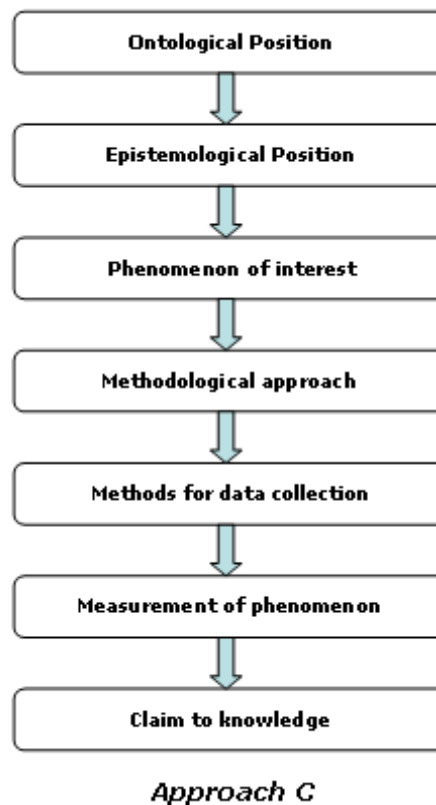 Ontological Position
Epistemological Position
Phenomenon of interest
Methodological approach
Methods for data collection
Measurement of phenomenon
Claim to knowledge
Approach C